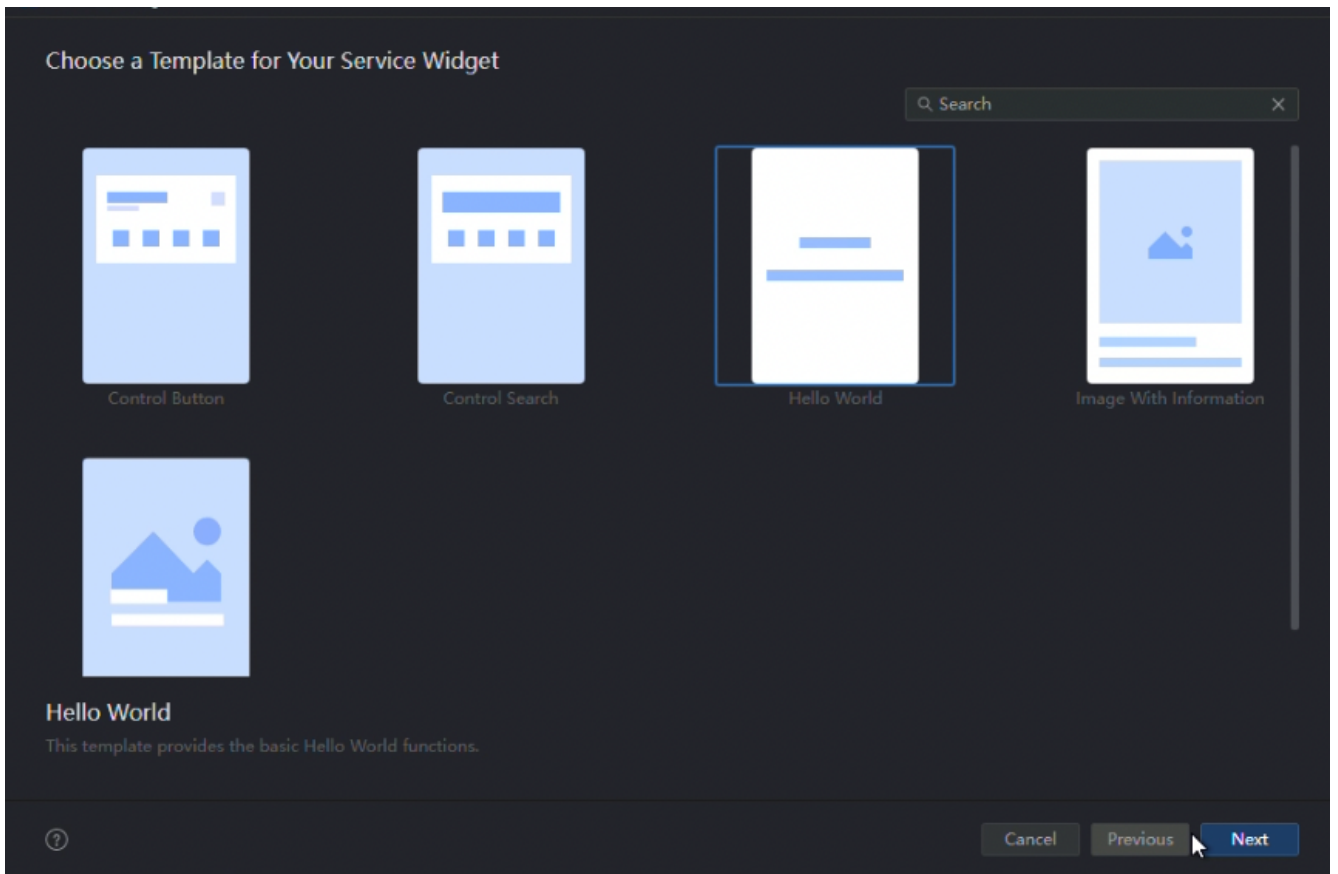 Choose a Template for Your Service Widget
Search
Control Button
Control Search
Hello World
Image With Information
Hello World
This template provides the basic Hello World functions.
Cancel
Previous
Next